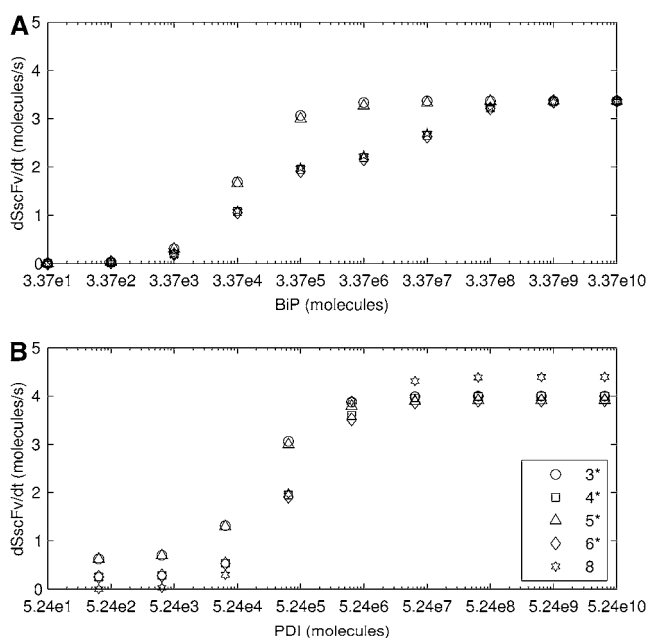 A
5
4
3
2
1
0
dSscFv/dt (molecules/s)
3.37e1 3.37e2 3.37e3 3.37e4 3.37e5 3.37e6 3.37e7 3.37e8 3.37e9 3.37e10
BiP (molecules)
B
5
4
3
2
1
0
dSscFv/dt (molecules/s)
3*
4*
5*
6*
8
5.24e1 5.24e2 5.24e3 5.24e4 5.24e5 5.24e6 5.24e7 5.24e8 5.24e9 5.24e10
PDI (molecules)